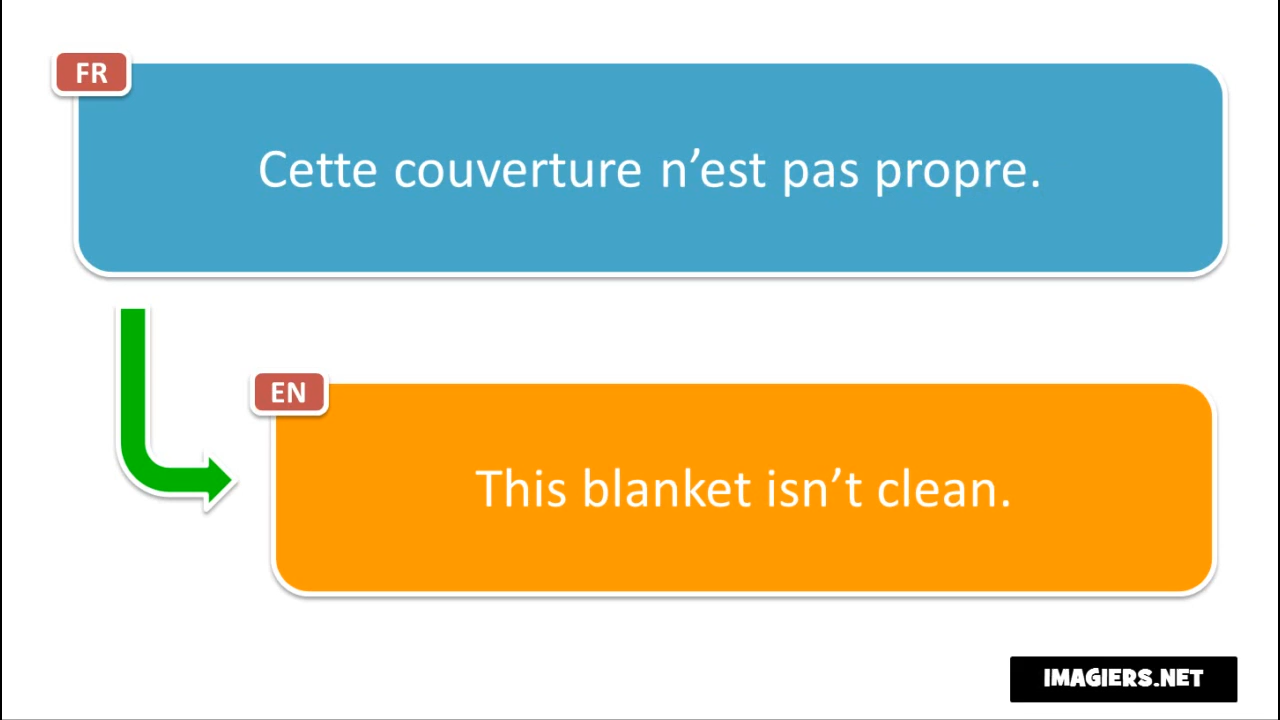 FR
Cette couverture n’est pas propre.
EN
This blanket isn’t clean.
IMAGIERS.NET